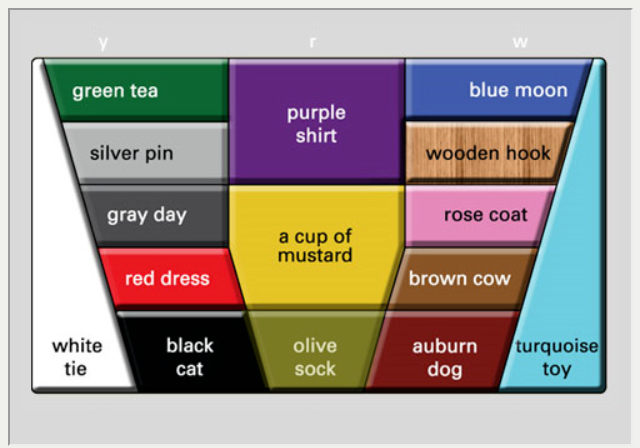 y r w
green tea
purple
shirt
blue moon
silver pin
wooden hook
gray day
a cup of
mustard
rose coat
red dress
brown cow
white
tie
black
cat
olive
sock
auburn
dog
turquoise
toy